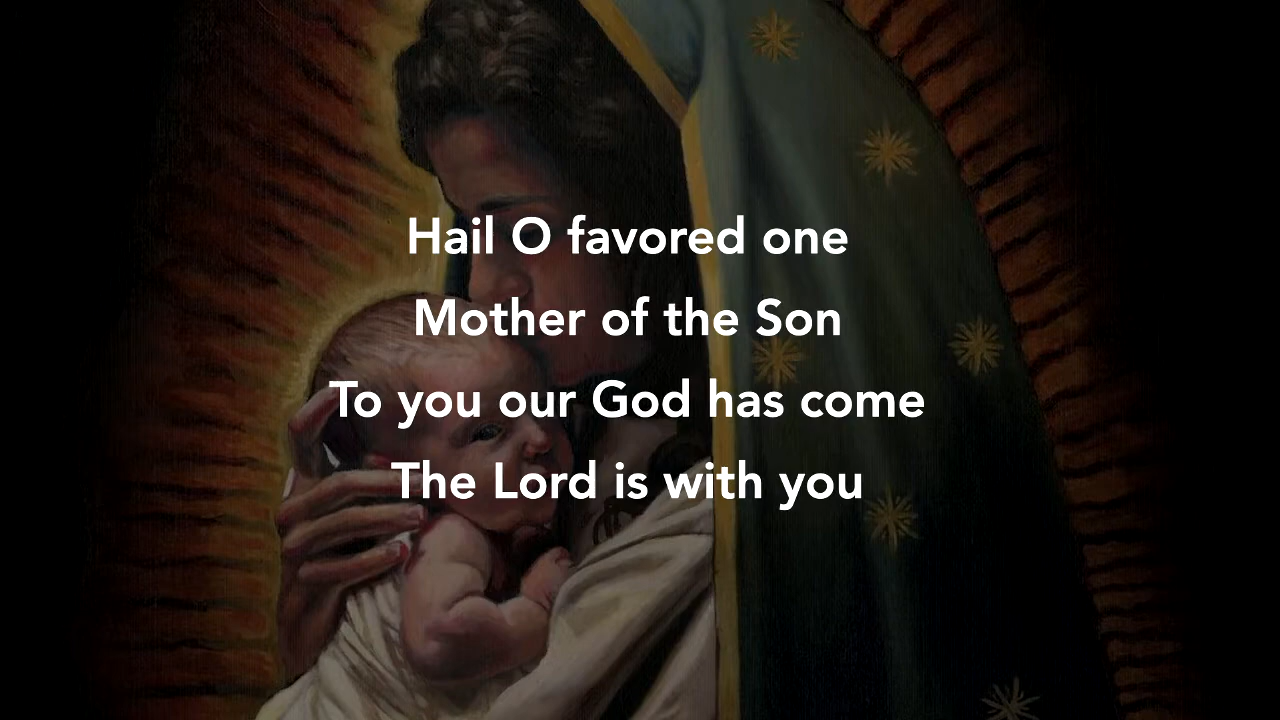 Hail O favored one
Mother of the Son
To you our God has come
The Lord is with you